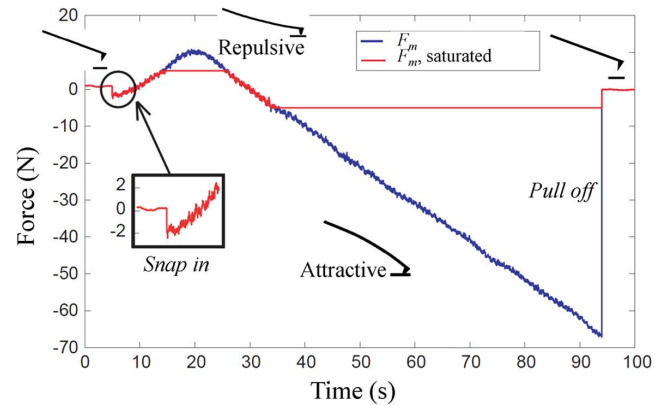 20
Repulsive
F_m
F_m, saturated
10
0
-10
-20
-30
-40
-50
-60
-70
Force (N)
2
0
-2
Snap in
Attractive
Pull off
0 10 20 30 40 50 60 70 80 90 100
Time (s)